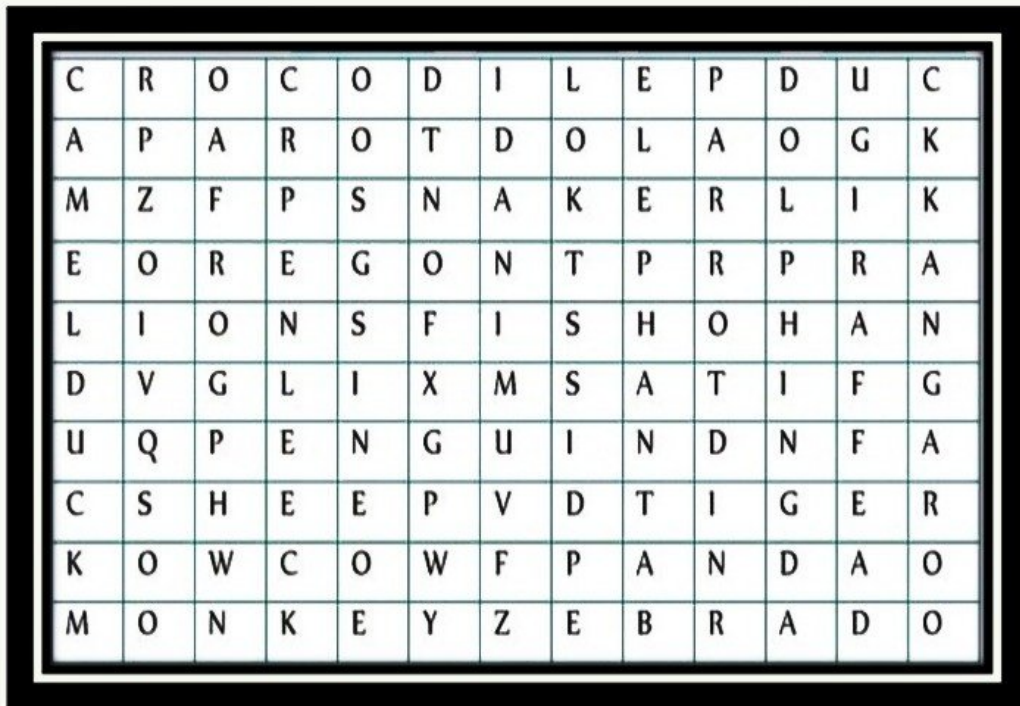 C R O C O D I L E P D U C
A P A R O T D O L A O G K
M Z F P S N A K E R L I K
E O R E G O N T P R P R A
L I O N S F I S H O H A N
D V G L I X M S A T I F G
U Q P E N G U I N D N F A
C S H E E P V D T I G E R
K O W C O W F P A N D A O
M O N K E Y Z E B R A D O